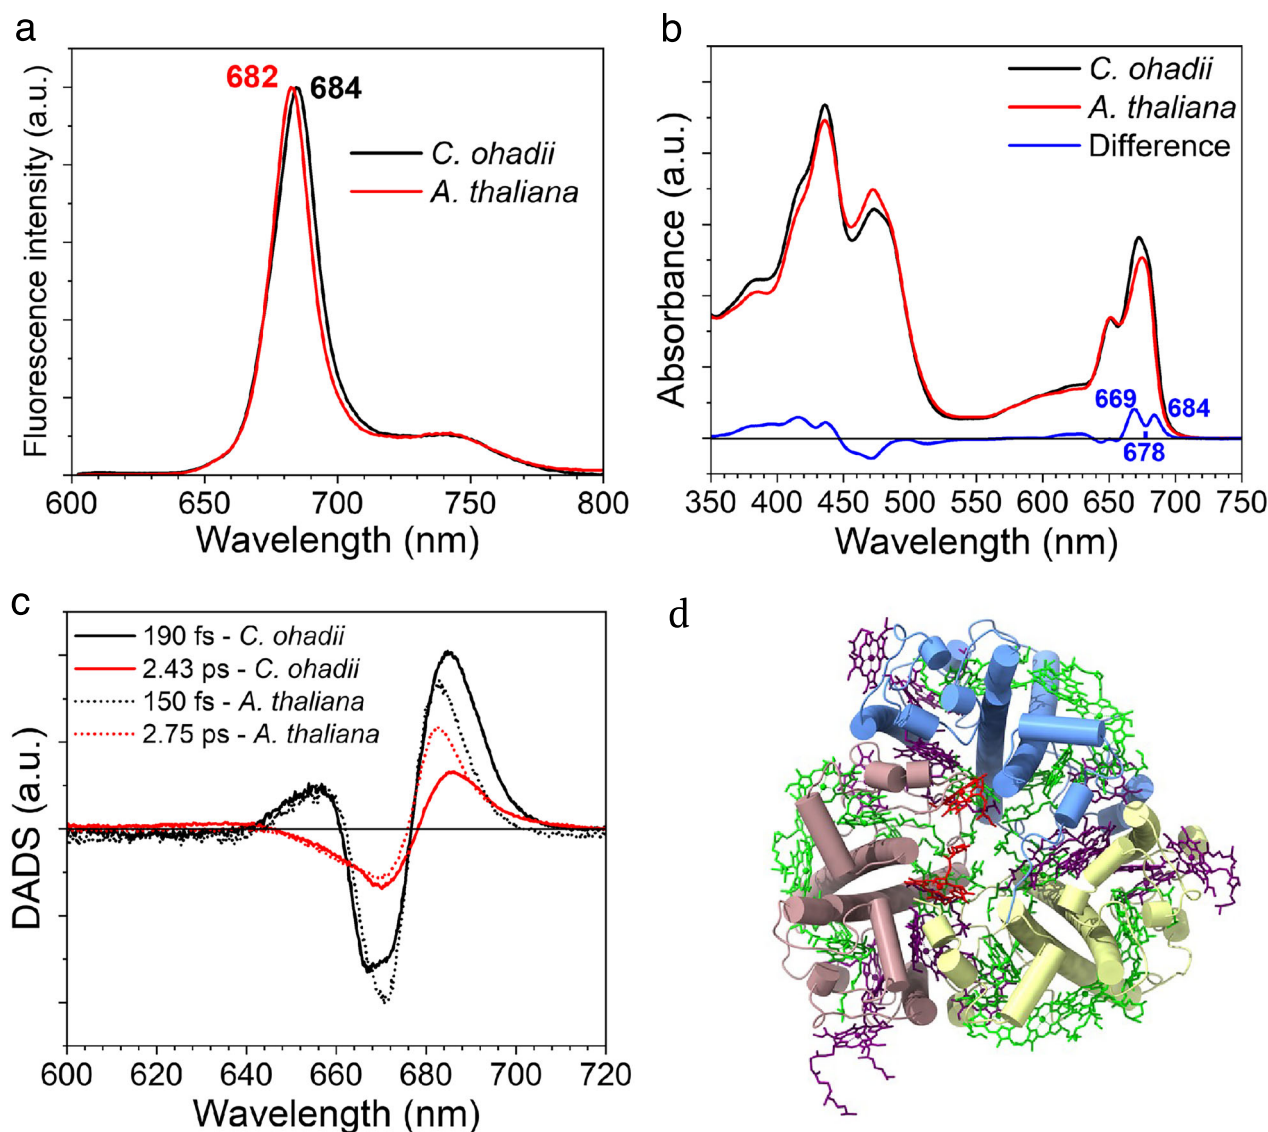 a
Fluorescence intensity (a.u.)
682
684
C. ohadii
A. thaliana
600 650 700 750 800
Wavelength (nm)
b
Absorbance (a.u.)
C. ohadii
A. thaliana
Difference
669
684
678
350 400 450 500 550 600 650 700 750
Wavelength (nm)
c
DADS (a.u.)
190 fs - C. ohadii
2.43 ps - C. ohadii
150 fs - A. thaliana
2.75 ps - A. thaliana
600 620 640 660 680 700 720
Wavelength (nm)
d